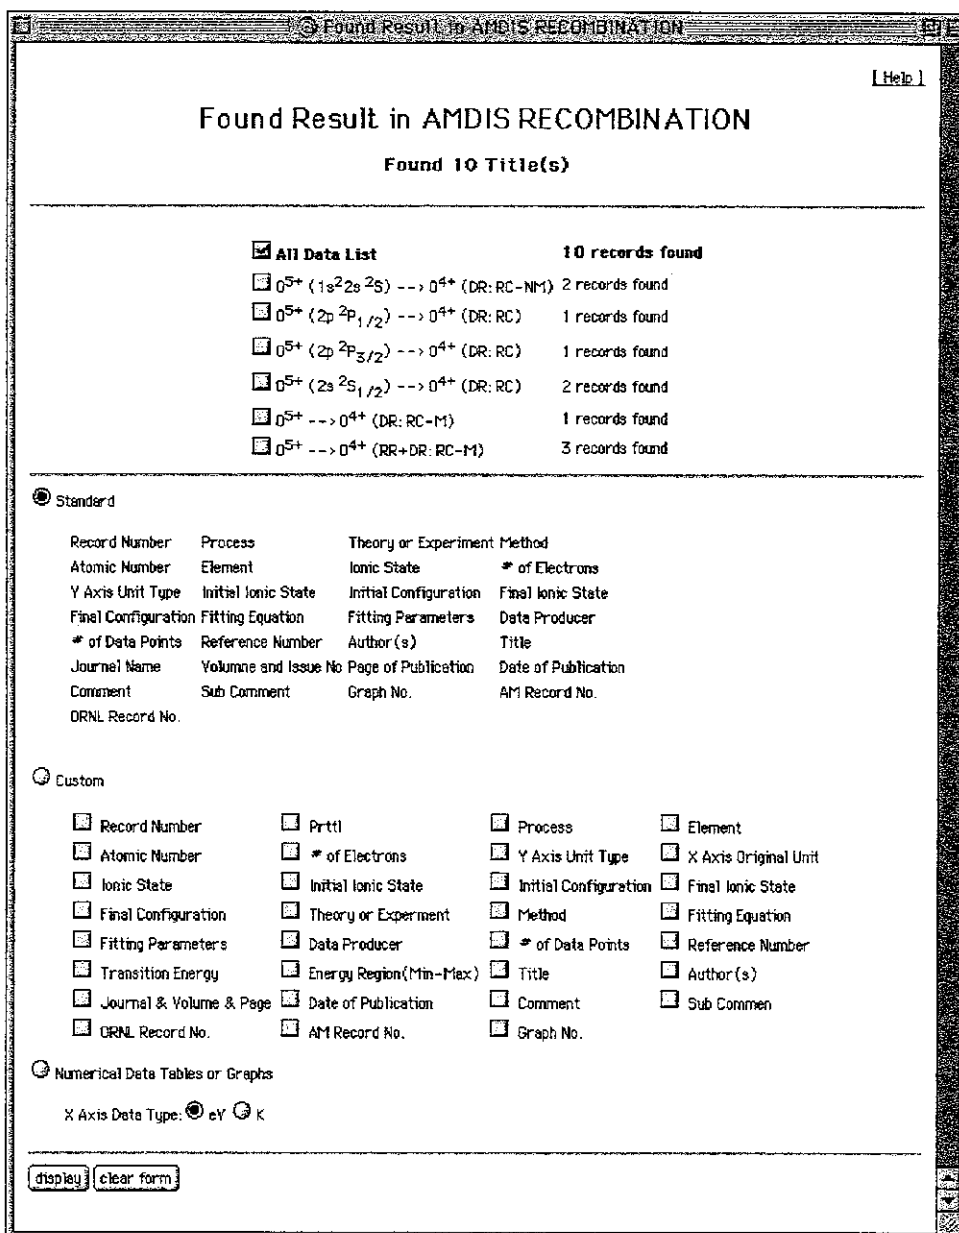 Found Result in AMDIS RECOMBINATION
[ Help ]
Found Result in AMDIS RECOMBINATION
Found 10 Title(s)
All Data List 10 records found
O⁵⁺ (1s²2s ²S) --> O⁴⁺ (DR:RC-NM) 2 records found
O⁵⁺ (2p ²P₁/₂) --> O⁴⁺ (DR:RC) 1 records found
O⁵⁺ (2p ²P₃/₂) --> O⁴⁺ (DR:RC) 1 records found
O⁵⁺ (2s ²S₁/₂) --> O⁴⁺ (DR:RC) 2 records found
O⁵⁺ --> O⁴⁺ (DR:RC-M) 1 records found
O⁵⁺ --> O⁴⁺ (RR+DR:RC-M) 3 records found
Standard
Record Number Process Theory or Experiment Method
Atomic Number Element Ionic State # of Electrons
Y Axis Unit Type Initial Ionic State Initial Configuration Final Ionic State
Final Configuration Fitting Equation Fitting Parameters Data Producer
# of Data Points Reference Number Author(s) Title
Journal Name Volumne and Issue No Page of Publication Date of Publication
Comment Sub Comment Graph No. AM Record No.
ORNL Record No.
Custom
Record Number Prttl Process Element
Atomic Number # of Electrons Y Axis Unit Type X Axis Original Unit
Ionic State Initial Ionic State Initial Configuration Final Ionic State
Final Configuration Theory or Experment Method Fitting Equation
Fitting Parameters Data Producer # of Data Points Reference Number
Transition Energy Energy Region(Min-Max) Title Author(s)
Journal & Volume & Page Date of Publication Comment Sub Commen
ORNL Record No. AM Record No. Graph No.
Numerical Data Tables or Graphs
X Axis Data Type: eV K
display clear form